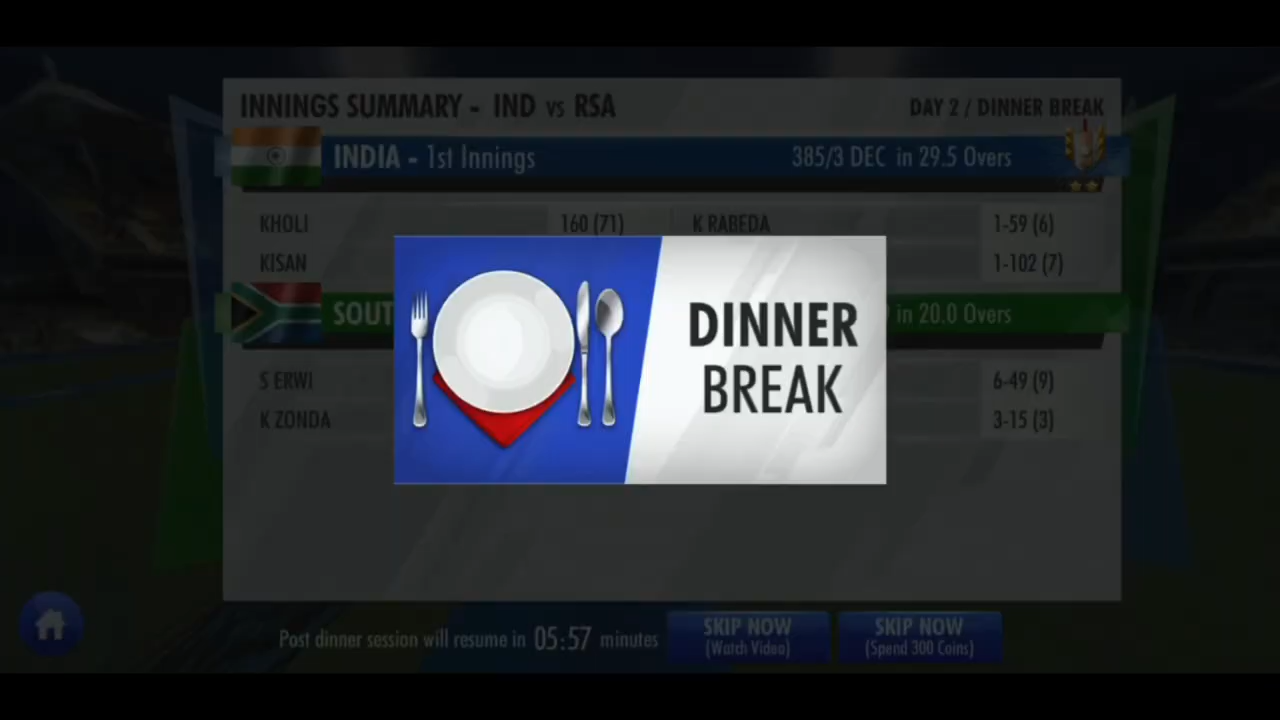 INNINGS SUMMARY - IND vs RSA
DAY 2 / DINNER BREAK
INDIA - 1st Innings
385/3 DEC in 29.5 Overs
KHOLI 160 (71) K RABEDA 1-59 (6)
KISAN 1-102 (7)
in 20.0 Overs
DINNER
BREAK
S ERWI 6-49 (9)
K ZONDA 3-15 (3)
Post dinner session will resume in 05:57 minutes
SKIP NOW
(Watch Video)
SKIP NOW
(Spend 300 Coins)